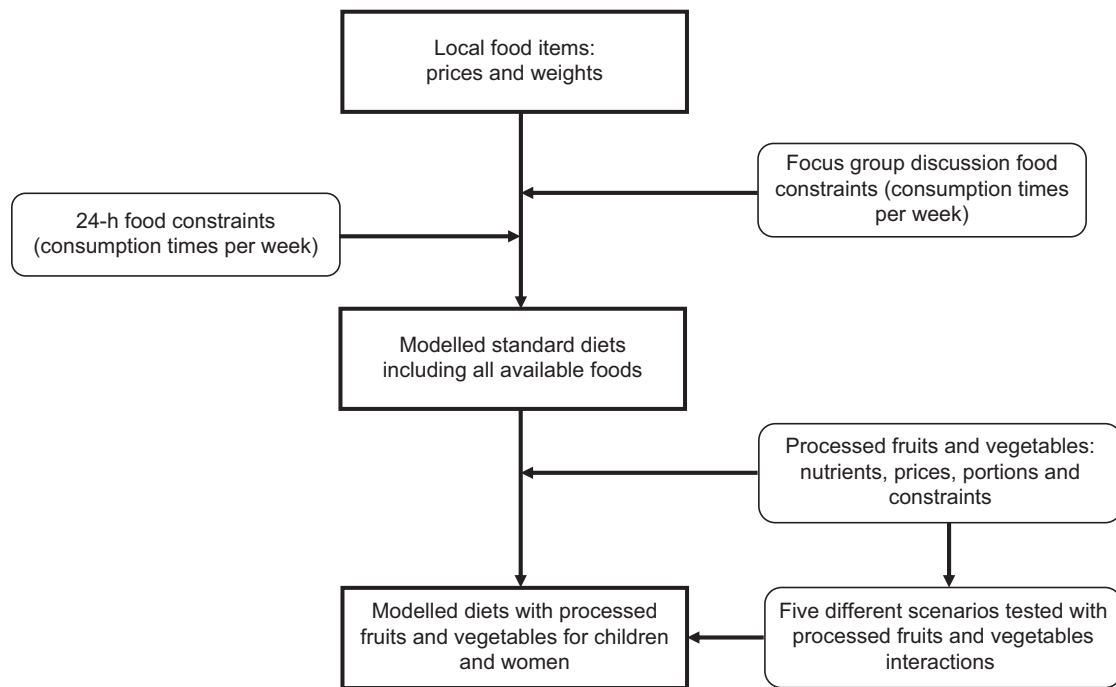 Local food items:
prices and weights
Focus group discussion food
constraints (consumption times
per week)
24-h food constraints
(consumption times per week)
Modelled standard diets
including all available foods
Processed fruits and vegetables:
nutrients, prices, portions and
constraints
Modelled diets with processed
fruits and vegetables for children
and women
Five different scenarios tested with
processed fruits and vegetables
interactions